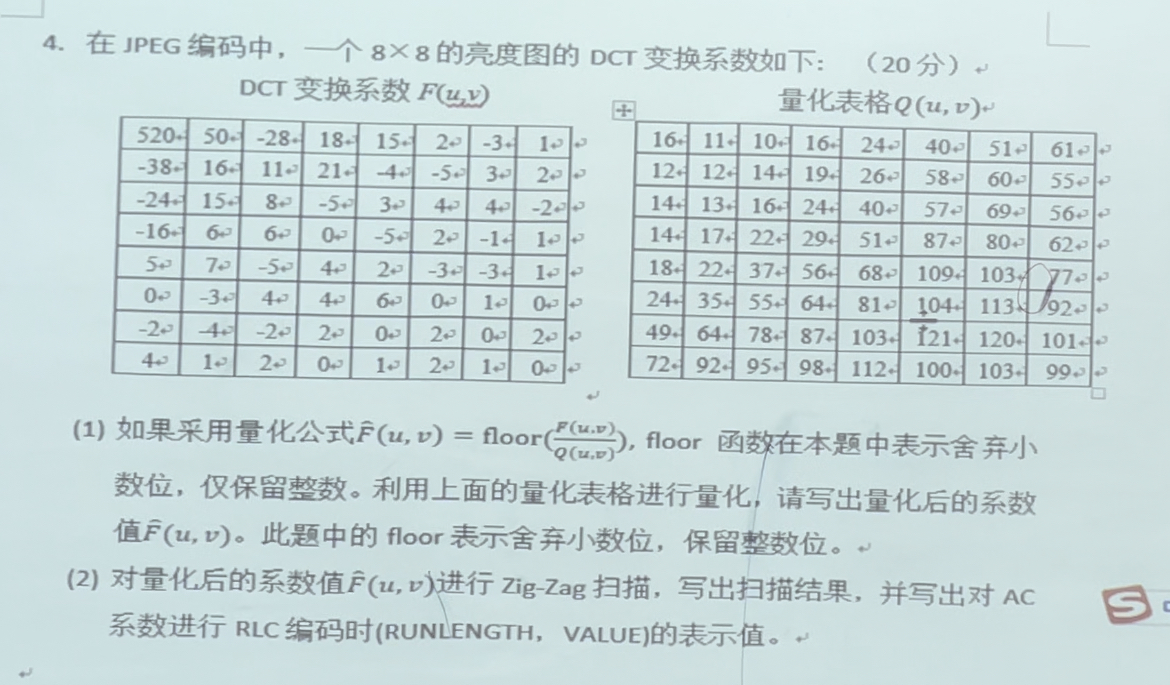 4. 在 JPEG 编码中，一个 8×8 的亮度图的 DCT 变换系数如下： （20 分）
DCT 变换系数 F(u,v)
量化表格 Q(u,v)
520 50 -28 18 15 2 -3 1
-38 16 11 21 -4 -5 3 2
-24 15 8 -5 3 4 4 -2
-16 6 6 0 -5 2 -1 1
5 7 -5 4 2 -3 -3 1
0 -3 4 4 6 0 1 0
-2 -4 -2 2 0 2 0 2
4 1 2 0 1 2 1 0
16 11 10 16 24 40 51 61
12 12 14 19 26 58 60 55
14 13 16 24 40 57 69 56
14 17 22 29 51 87 80 62
18 22 37 56 68 109 103 77
24 35 55 64 81 104 113 92
49 64 78 87 103 121 120 101
72 92 95 98 112 100 103 99
(1) 如果采用量化公式F̂(u,v) = floor(F(u,v)/Q(u,v)), floor 函数在本题中表示舍弃小
数位，仅保留整数。利用上面的量化表格进行量化，请写出量化后的系数
值F̂(u,v)。此题中的 floor 表示舍弃小数位，保留整数位。
(2) 对量化后的系数值F̂(u,v)进行 Zig-Zag 扫描，写出扫描结果，并写出对 AC
系数进行 RLC 编码时(RUNLENGTH，VALUE)的表示值。